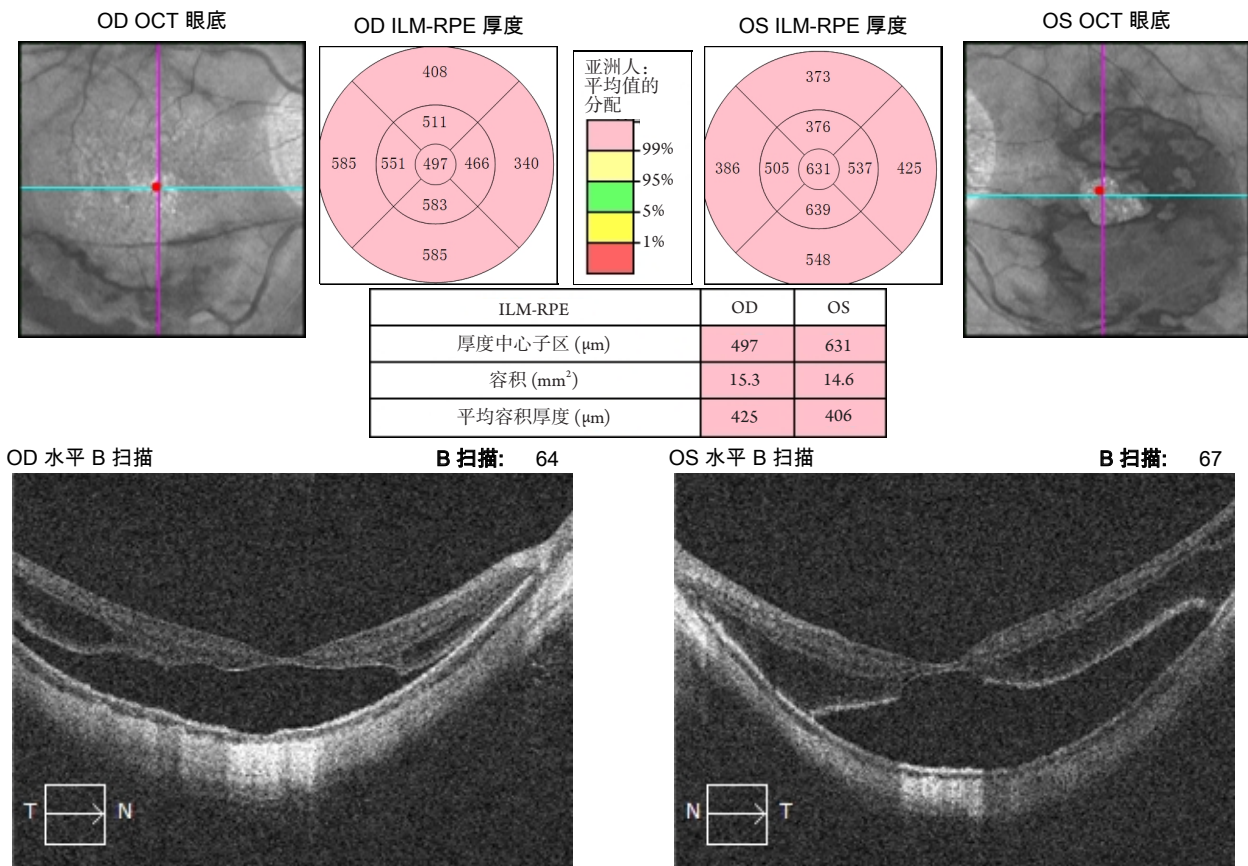 OD OCT 眼底
OD ILM-RPE 厚度
OS ILM-RPE 厚度
OS OCT 眼底
408
511
585 551 497 466 340
583
585
亚洲人：
平均值的
分配
99%
95%
5%
1%
373
376
386 505 631 537 425
639
548
ILM-RPE OD OS
厚度中心子区 (μm) 497 631
容积 (mm²) 15.3 14.6
平均容积厚度 (μm) 425 406
OD 水平 B 扫描 B 扫描: 64
OS 水平 B 扫描 B 扫描: 67
T N
N T